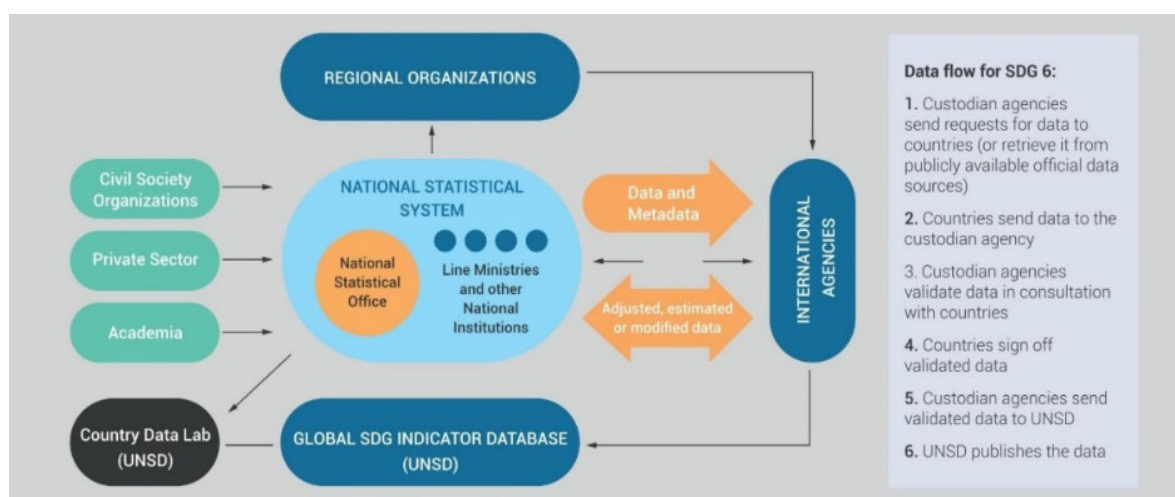 REGIONAL ORGANIZATIONS
Civil Society
Organizations
Private Sector
Academia
NATIONAL STATISTICAL
SYSTEM
National
Statistical
Office
Line Ministries
and other
National
Institutions
Data and
Metadata
Adjusted, estimated
or modified data
INTERNATIONAL
AGENCIES
Country Data Lab
(UNSD)
GLOBAL SDG INDICATOR DATABASE
(UNSD)
Data flow for SDG 6:
1. Custodian agencies
send requests for data to
countries (or retrieve it from
publicly available official data
sources)
2. Countries send data to the
custodian agency
3. Custodian agencies
validate data in consultation
with countries
4. Countries sign off
validated data
5. Custodian agencies send
validated data to UNSD
6. UNSD publishes the data